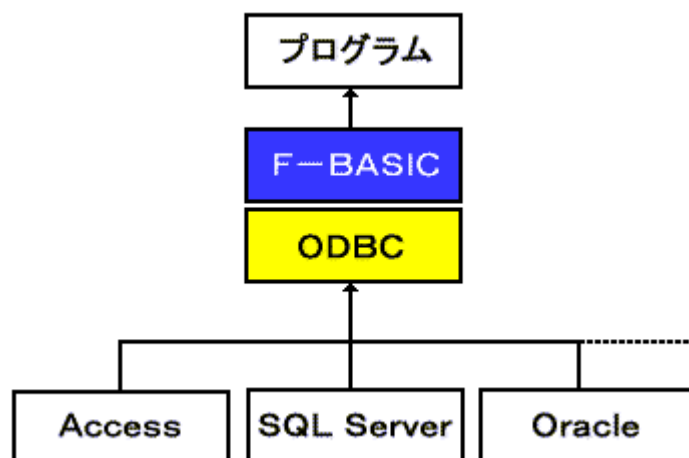 プログラム
F－BASIC
ODBC
Access
SQL Server
Oracle